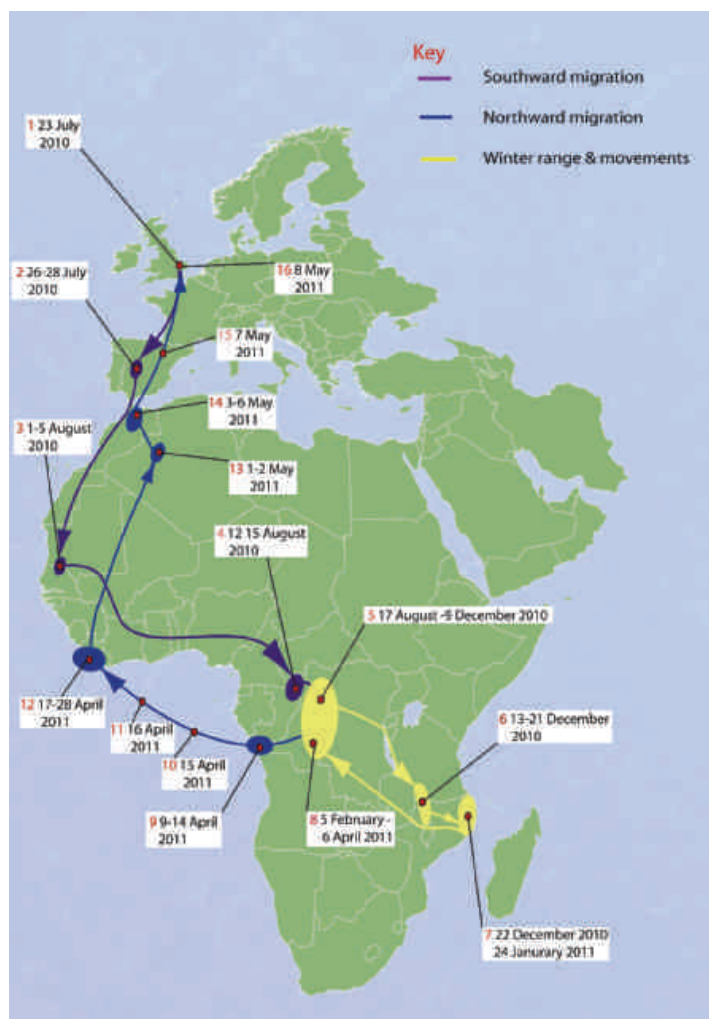 Key
Southward migration
Northward migration
Winter range & movements
1 23 July
2010
2 26-28 July
2010
16 8 May
2011
15 7 May
2011
14 3-6 May
2011
3 1-5 August
2010
13 1-2 May
2011
4 12 15 August
2010
5 17 August -9 December 2010
12 17-28 April
2011
11 16 April
2011
6 13-21 December
2010
10 15 April
2011
9 9-14 April
2011
8 5 February -
6 April 2011
7 22 December 2010
24 Janurary 2011